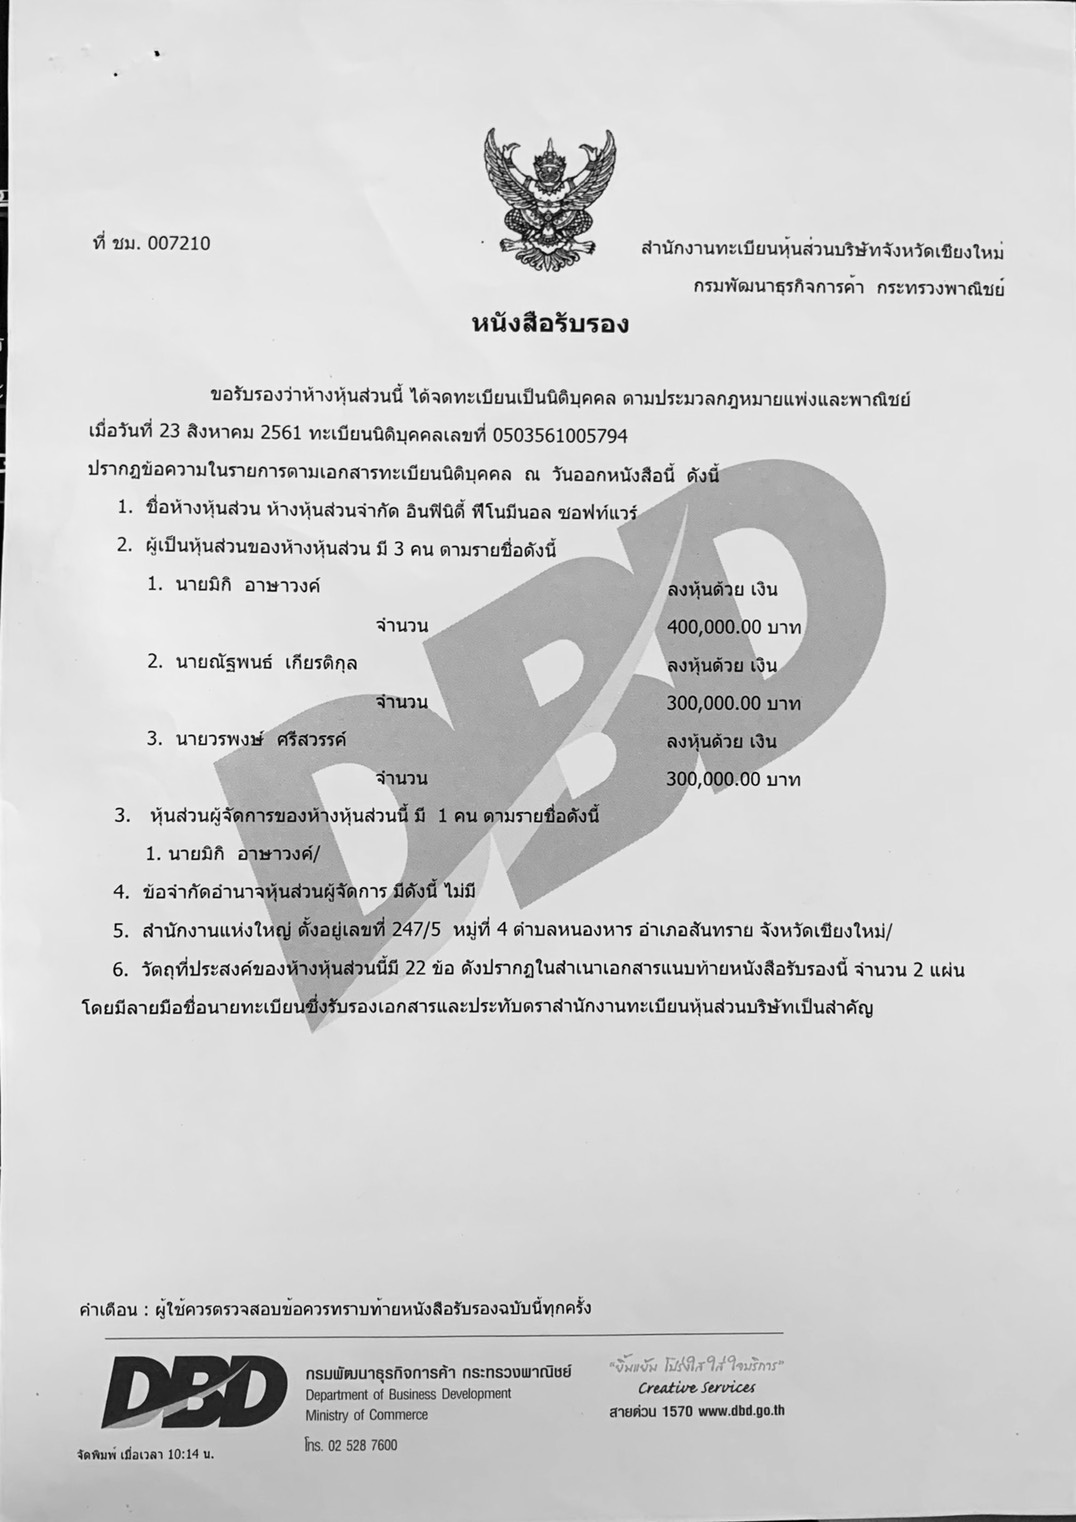 ที่ ชม. 007210
สำนักงานทะเบียนหุ้นส่วนบริษัทจังหวัดเชียงใหม่
กรมพัฒนาธุรกิจการค้า กระทรวงพาณิชย์
หนังสือรับรอง
ขอรับรองว่าห้างหุ้นส่วนนี้ ได้จดทะเบียนเป็นนิติบุคคล ตามประมวลกฎหมายแพ่งและพาณิชย์
เมื่อวันที่ 23 สิงหาคม 2561 ทะเบียนนิติบุคคลเลขที่ 0503561005794
ปรากฏข้อความในรายการตามเอกสารทะเบียนนิติบุคคล ณ วันออกหนังสือนี้ ดังนี้
1. ชื่อห้างหุ้นส่วน ห้างหุ้นส่วนจำกัด อินฟินิตี้ ฟีโนมีนอล ซอฟท์แวร์
2. ผู้เป็นหุ้นส่วนของห้างหุ้นส่วน มี 3 คน ตามรายชื่อดังนี้
1. นายมิกิ อาษาวงค์ ลงหุ้นด้วย เงิน
จำนวน 400,000.00 บาท
2. นายณัฐพนธ์ เกียรติกุล ลงหุ้นด้วย เงิน
จำนวน 300,000.00 บาท
3. นายวรพงษ์ ศรีสวรรค์ ลงหุ้นด้วย เงิน
จำนวน 300,000.00 บาท
3. หุ้นส่วนผู้จัดการของห้างหุ้นส่วนนี้ มี 1 คน ตามรายชื่อดังนี้
1. นายมิกิ อาษาวงค์/
4. ข้อจำกัดอำนาจหุ้นส่วนผู้จัดการ มีดังนี้ ไม่มี
5. สำนักงานแห่งใหญ่ ตั้งอยู่เลขที่ 247/5 หมู่ที่ 4 ตำบลหนองหาร อำเภอสันทราย จังหวัดเชียงใหม่/
6. วัตถุที่ประสงค์ของห้างหุ้นส่วนนี้มี 22 ข้อ ดังปรากฏในสำเนาเอกสารแนบท้ายหนังสือรับรองนี้ จำนวน 2 แผ่น
โดยมีลายมือชื่อนายทะเบียนซึ่งรับรองเอกสารและประทับตราสำนักงานทะเบียนหุ้นส่วนบริษัทเป็นสำคัญ
DBD
คำเตือน : ผู้ใช้ควรตรวจสอบข้อควรทราบท้ายหนังสือรับรองฉบับนี้ทุกครั้ง
DBD
กรมพัฒนาธุรกิจการค้า กระทรวงพาณิชย์
Department of Business Development
Ministry of Commerce
โทร. 02 528 7600
"ยิ้มแย้ม โปร่งใส ใส่ใจบริการ"
Creative Services
สายด่วน 1570 www.dbd.go.th
จัดพิมพ์ เมื่อเวลา 10:14 น.